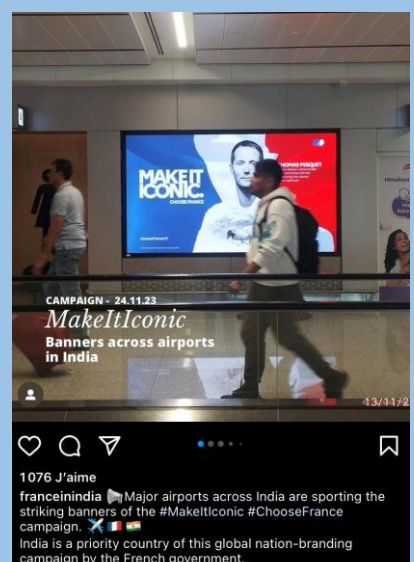 MAKE IT
ICONIC.
CHOOSE FRANCE
THOMAS PESQUET
CAMPAIGN - 24.11.23
MakeItIconic
Banners across airports
in India
13/11/2
1 076 J'aime
franceinindia 📢Major airports across India are sporting the
striking banners of the #MakeItIconic #ChooseFrance
campaign. ✈️🇫🇷🇮🇳
India is a priority country of this global nation-branding
campaign by the French government.